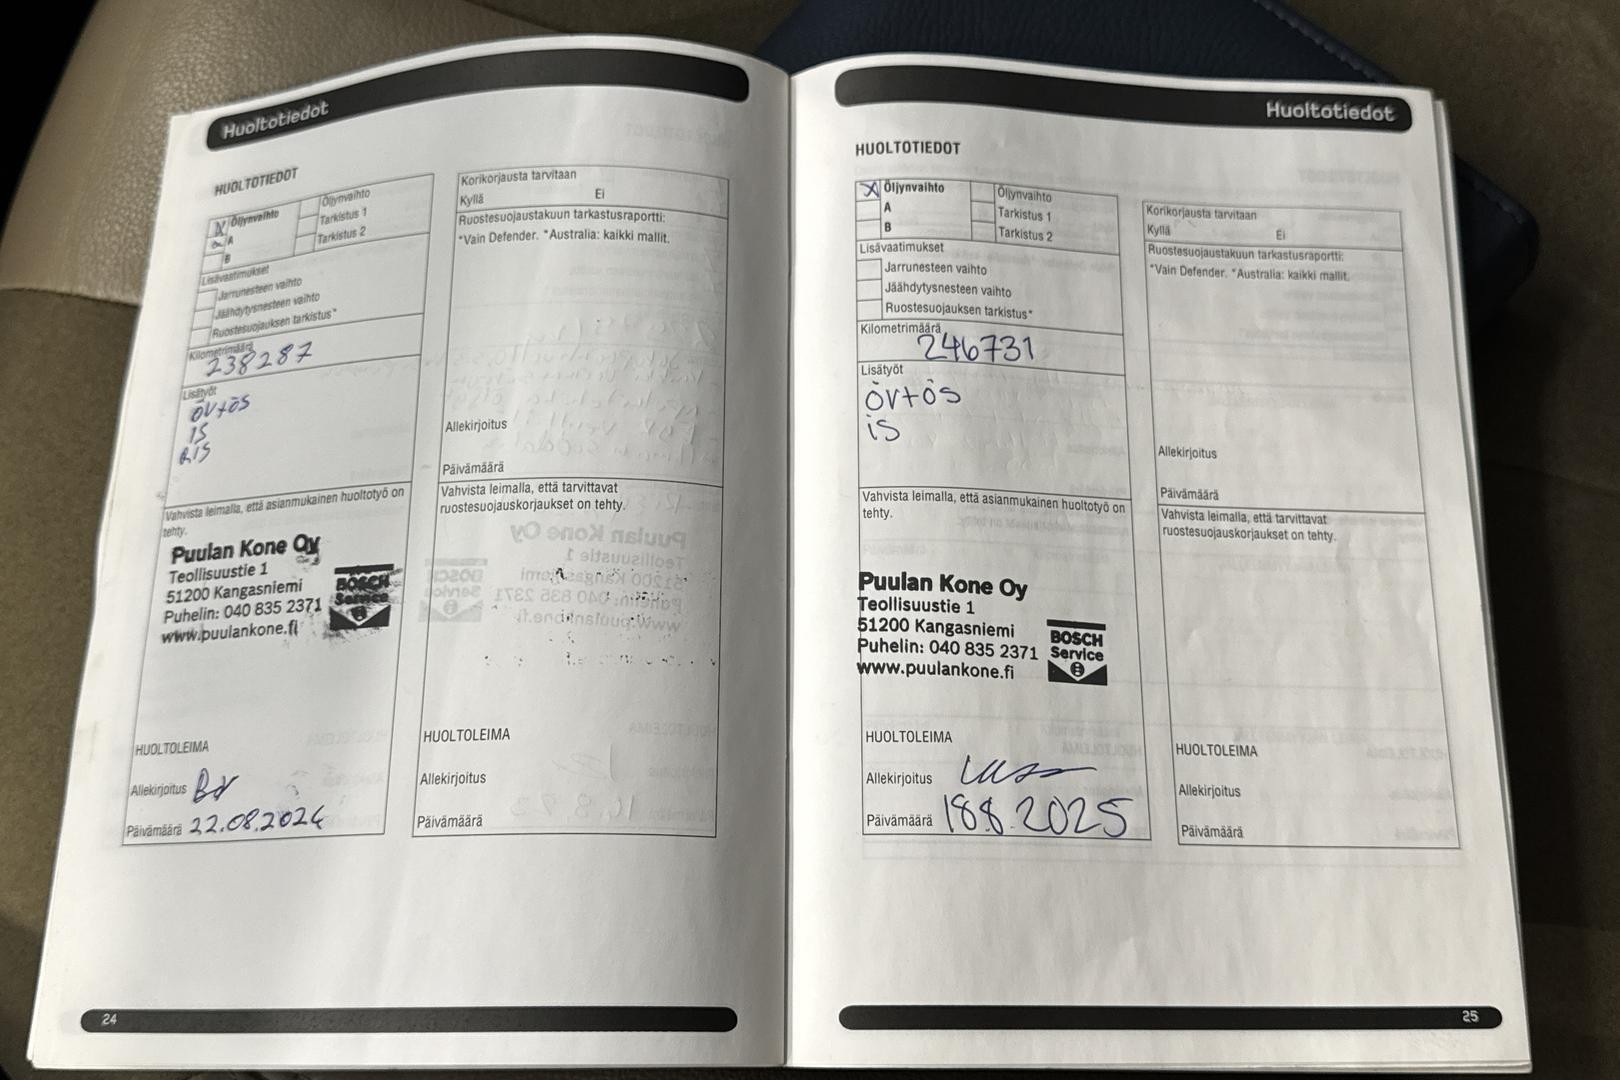 Huoltotiedot
HUOLTOTIEDOT
X Öljynvaihto
Öljynvaihto
A
Tarkistus 1
B
Tarkistus 2
Lisävaatimukset
Jarrunesteen vaihto
Jäähdytysnesteen vaihto
Ruostesuojauksen tarkistus*
Kilometrimäärä
238287
Lisätyöt
öv+ös
IS
RIS
Vahvista leimalla, että asianmukainen huoltotyö on
tehty.
Puulan Kone Oy
Teollisuustie 1
51200 Kangasniemi
Puhelin: 040 835 2371
www.puulankone.fi
BOSCH
Service
HUOLTOLEIMA
Allekirjoitus
Päivämäärä 22.08.2024
Korikorjausta tarvitaan
Kyllä Ei
Ruostesuojaustakuun tarkastusraportti:
*Vain Defender. *Australia: kaikki mallit.
Allekirjoitus
Päivämäärä
Vahvista leimalla, että tarvittavat
ruostesuojauskorjaukset on tehty.
HUOLTOLEIMA
Allekirjoitus
Päivämäärä
24
Huoltotiedot
HUOLTOTIEDOT
X Öljynvaihto
Öljynvaihto
A
Tarkistus 1
B
Tarkistus 2
Lisävaatimukset
Jarrunesteen vaihto
Jäähdytysnesteen vaihto
Ruostesuojauksen tarkistus*
Kilometrimäärä
246731
Lisätyöt
öv+ös
is
Vahvista leimalla, että asianmukainen huoltotyö on
tehty.
Puulan Kone Oy
Teollisuustie 1
51200 Kangasniemi
Puhelin: 040 835 2371
www.puulankone.fi
BOSCH
Service
HUOLTOLEIMA
Allekirjoitus
Päivämäärä 18.8.2025
Korikorjausta tarvitaan
Kyllä Ei
Ruostesuojaustakuun tarkastusraportti:
*Vain Defender. *Australia: kaikki mallit.
Allekirjoitus
Päivämäärä
Vahvista leimalla, että tarvittavat
ruostesuojauskorjaukset on tehty.
HUOLTOLEIMA
Allekirjoitus
Päivämäärä
25